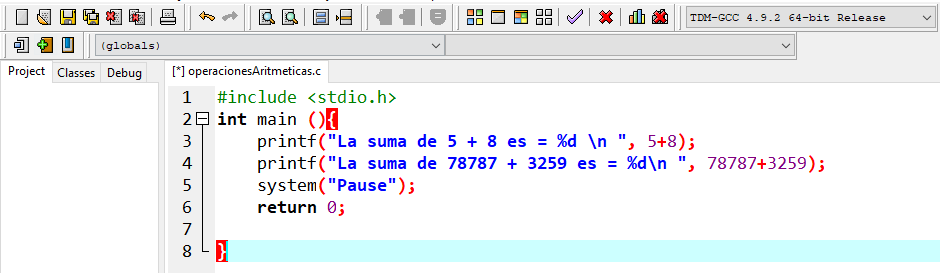 TDM-GCC 4.9.2 64-bit Release
(globals)
Project Classes Debug
[*] operacionesAritmeticas.c
1 #include <stdio.h>
2 int main (){
3 printf("La suma de 5 + 8 es = %d \n ", 5+8);
4 printf("La suma de 78787 + 3259 es = %d\n ", 78787+3259);
5 system("Pause");
6 return 0;
7
8 }